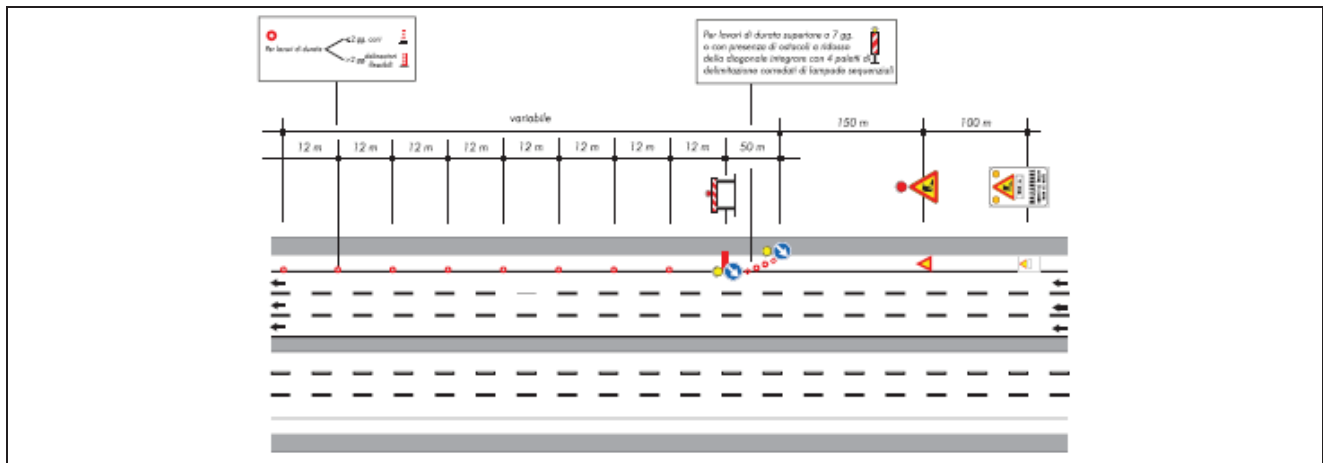 ≤2 gg. coni
Per lavori di durata
>2 gg delineatori
flessibili
Per lavori di durata superiore a 7 gg.
o con presenza di ostacoli a ridosso
della diagonale integrare con 4 paletti di
delimitazione corredati di lampade sequenziali
variabile
150 m
100 m
12 m
12 m
12 m
12 m
12 m
12 m
12 m
12 m
50 m